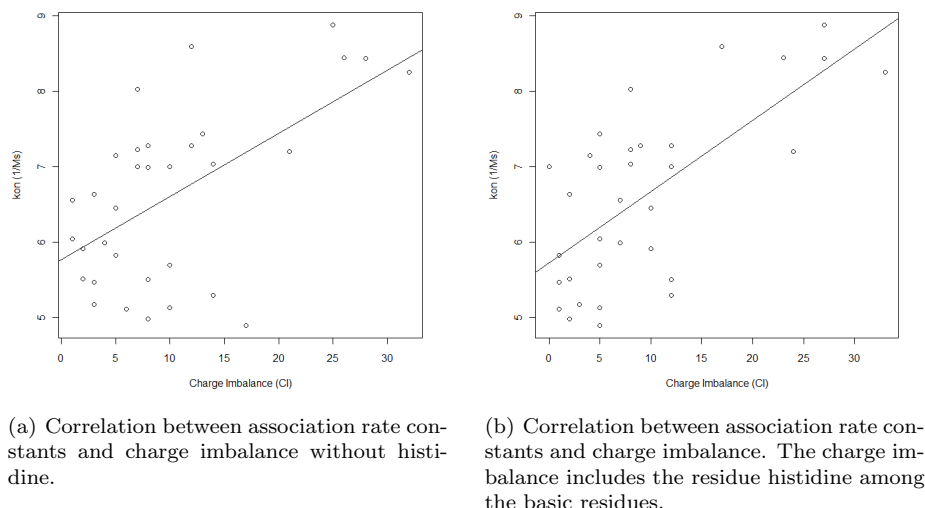 9
8
7
6
5
kon (1/Ms)
0 5 10 15 20 25 30
Charge Imbalance (CI)
(a) Correlation between association rate con-
stants and charge imbalance without histi-
dine.
9
8
7
6
5
kon (1/Ms)
0 5 10 15 20 25 30
Charge Imbalance (CI)
(b) Correlation between association rate con-
stants and charge imbalance. The charge im-
balance includes the residue histidine among
the basic residues.